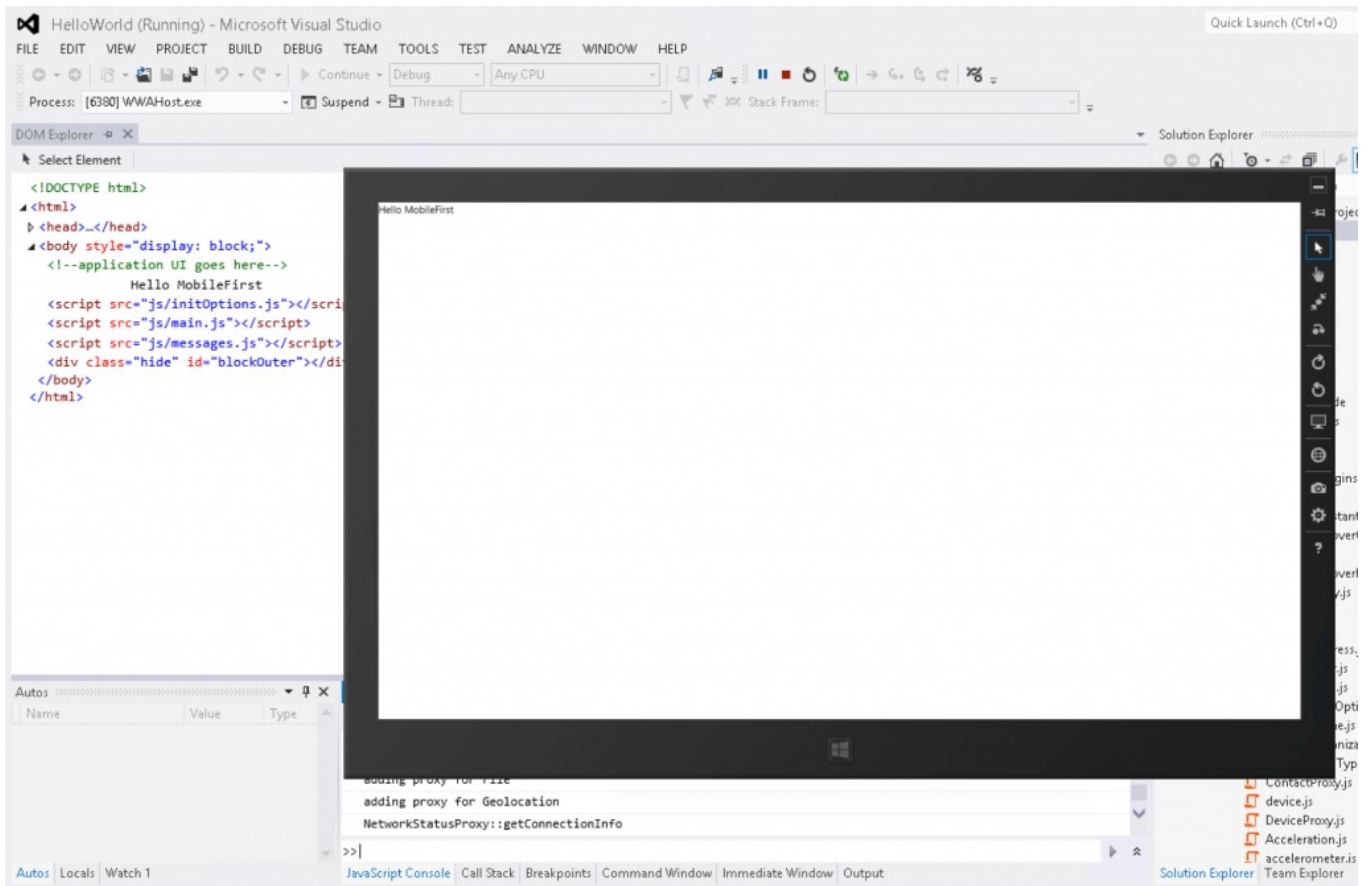 HelloWorld (Running) - Microsoft Visual Studio
Quick Launch (Ctrl+Q)
FILE EDIT VIEW PROJECT BUILD DEBUG TEAM TOOLS TEST ANALYZE WINDOW HELP
Continue Debug Any CPU
Process: [6380] WWAHost.exe Suspend Thread: Stack Frame:
DOM Explorer
Solution Explorer
Select Element
<!DOCTYPE html>
<html>
<head>…</head>
<body style="display: block;">
<!--application UI goes here-->
Hello MobileFirst
<script src="js/initOptions.js"></scri
<script src="js/main.js"></script>
<script src="js/messages.js"></script>
<div class="hide" id="blockOuter"></di
</body>
</html>
Hello MobileFirst
Autos
Name Value Type
adding proxy for File
adding proxy for Geolocation
NetworkStatusProxy::getConnectionInfo
>>
ContactProxy.js
device.js
DeviceProxy.js
Acceleration.js
accelerometer.js
Autos Locals Watch 1
JavaScript Console Call Stack Breakpoints Command Window Immediate Window Output
Solution Explorer Team Explorer